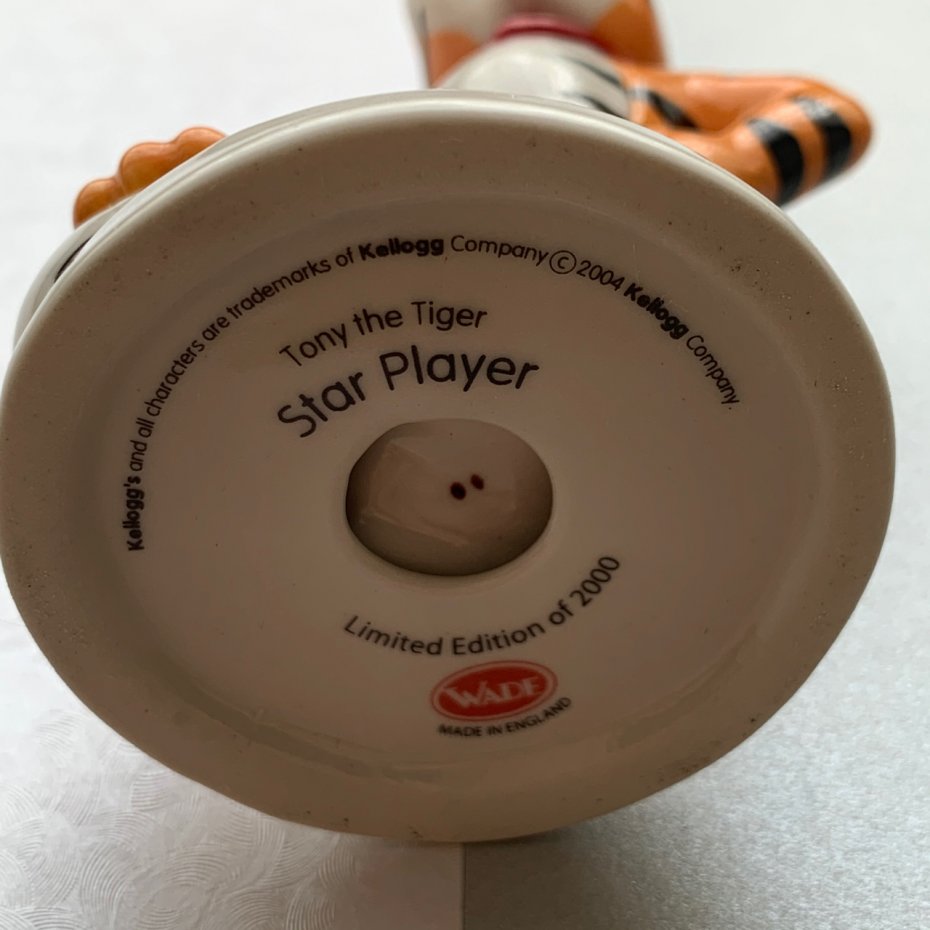 Kellogg's and all characters are trademarks of Kellogg Company © 2004 Kellogg Company.
Tony the Tiger
Star Player
Limited Edition of 2000
WADE
MADE IN ENGLAND